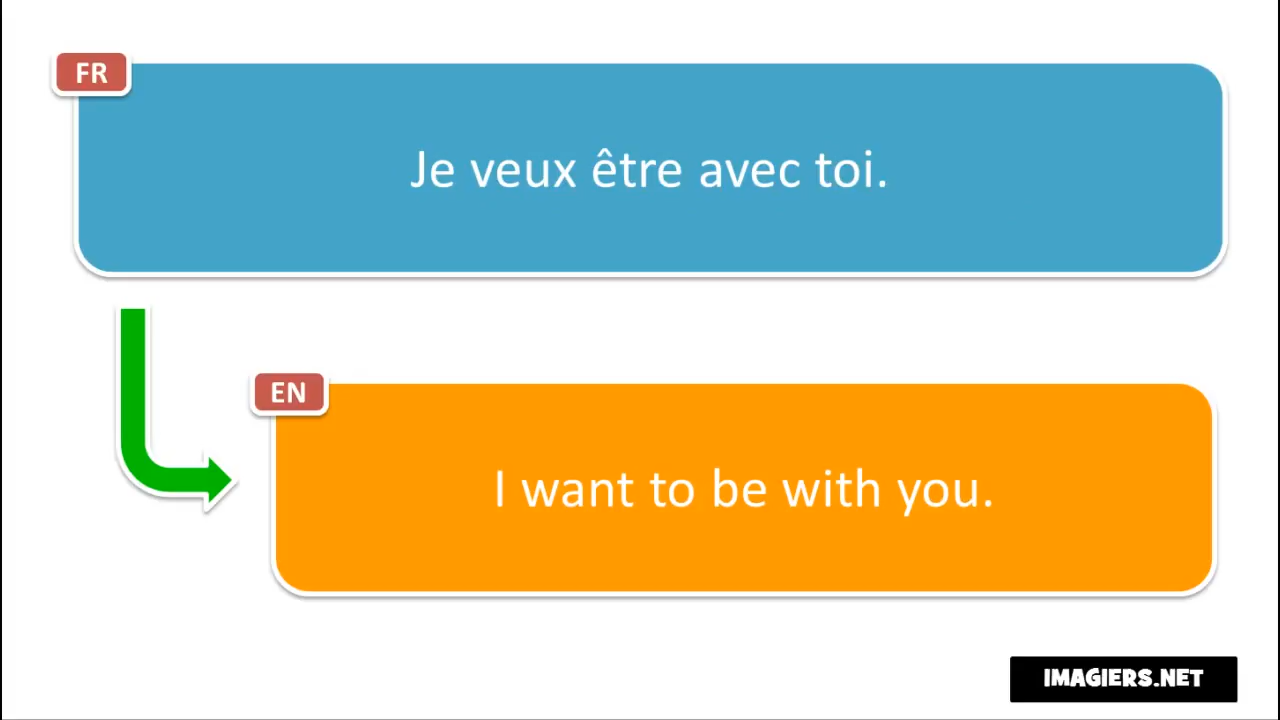 FR
Je veux être avec toi.
EN
I want to be with you.
IMAGIERS.NET